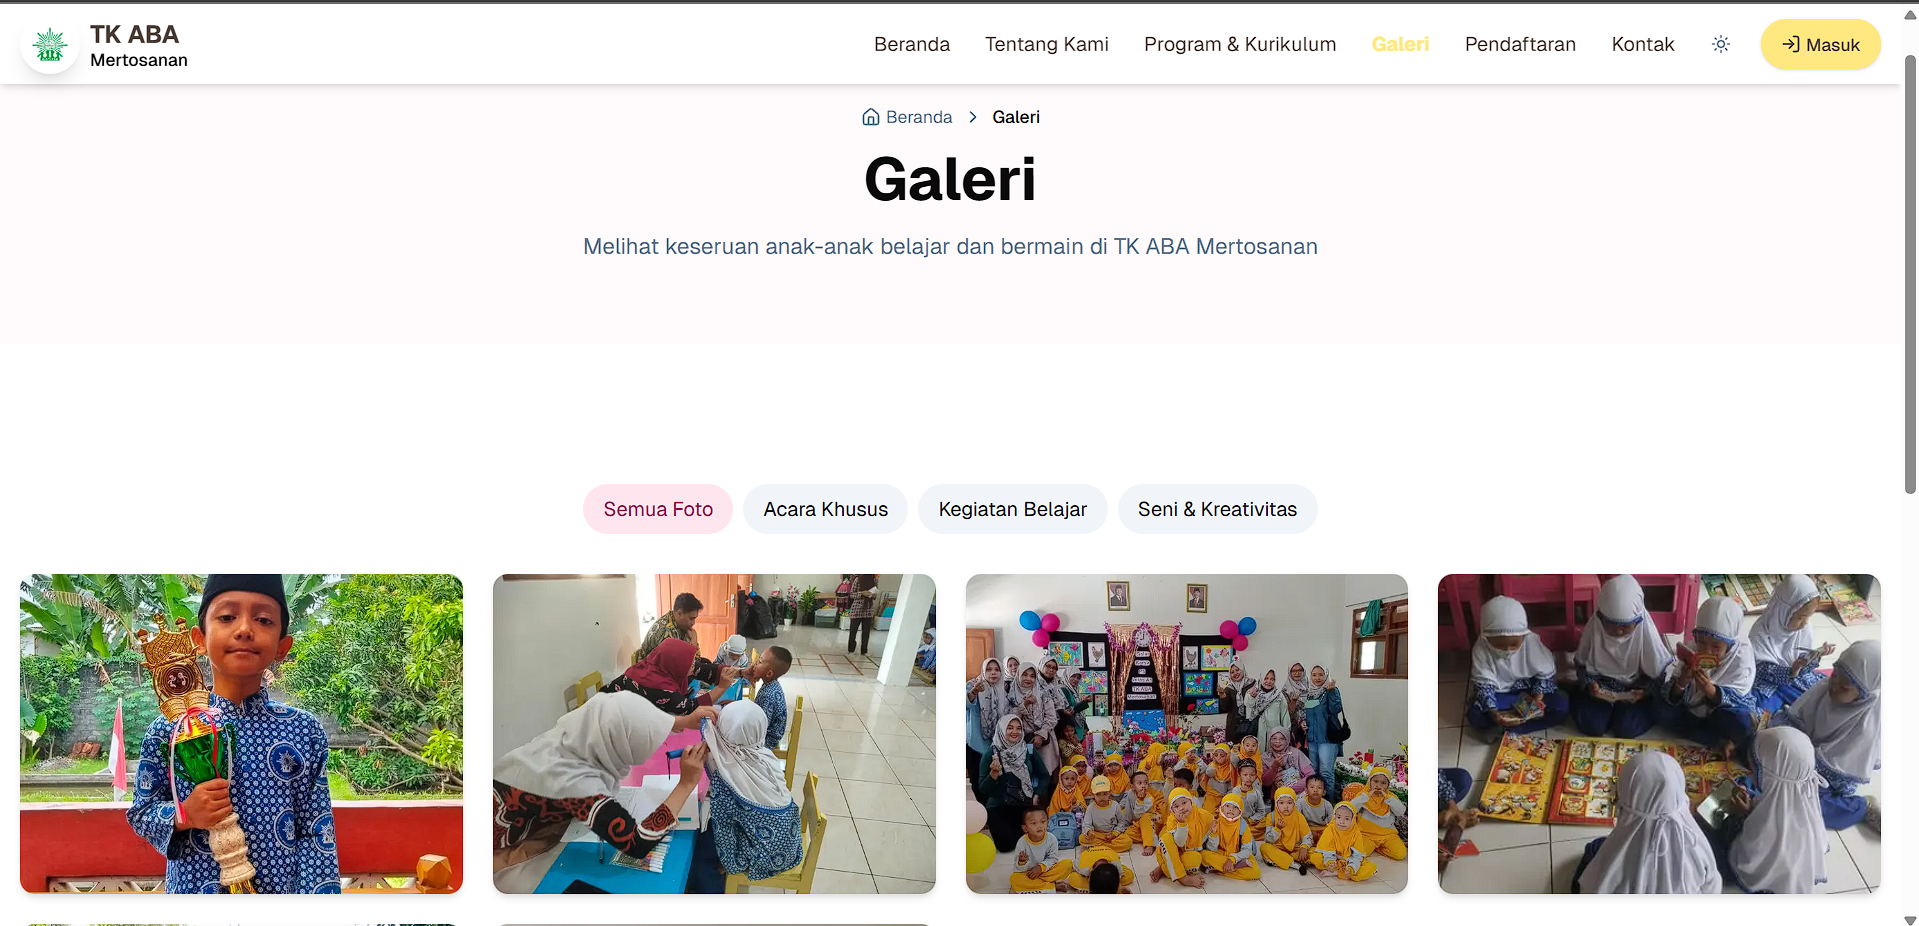 TK ABA
Mertosanan
Beranda
Tentang Kami
Program & Kurikulum
Galeri
Pendaftaran
Kontak
Masuk
Beranda > Galeri
Galeri
Melihat keseruan anak-anak belajar dan bermain di TK ABA Mertosanan
Semua Foto
Acara Khusus
Kegiatan Belajar
Seni & Kreativitas